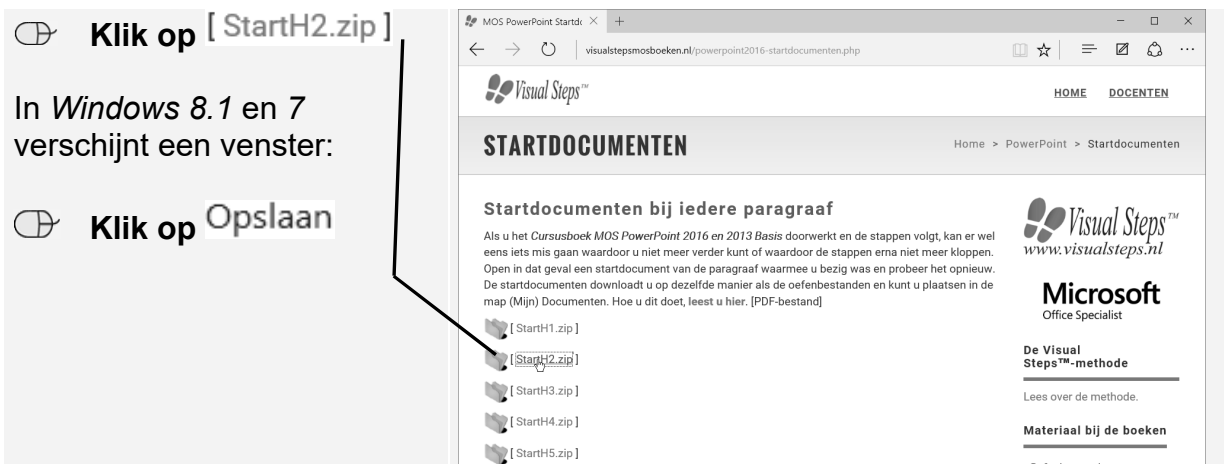 Klik op [ StartH2.zip ]
In Windows 8.1 en 7
verschijnt een venster:
Klik op Opslaan
MOS PowerPoint Startdo
visualstepsmosboeken.nl/powerpoint2016-startdocumenten.php
Visual Steps™
HOME DOCENTEN
STARTDOCUMENTEN
Home > PowerPoint > Startdocumenten
Startdocumenten bij iedere paragraaf
Als u het Cursusboek MOS PowerPoint 2016 en 2013 Basis doorwerkt en de stappen volgt, kan er wel
eens iets mis gaan waardoor u niet meer verder kunt of waardoor de stappen erna niet meer kloppen.
Open in dat geval een startdocument van de paragraaf waarmee u bezig was en probeer het opnieuw.
De startdocumenten downloadt u op dezelfde manier als de oefenbestanden en kunt u plaatsen in de
map (Mijn) Documenten. Hoe u dit doet, leest u hier. [PDF-bestand]
[ StartH1.zip ]
[ StartH2.zip ]
[ StartH3.zip ]
[ StartH4.zip ]
[ StartH5.zip ]
Visual Steps™
www.visualsteps.nl
Microsoft
Office Specialist
De Visual
Steps™-methode
Lees over de methode.
Materiaal bij de boeken